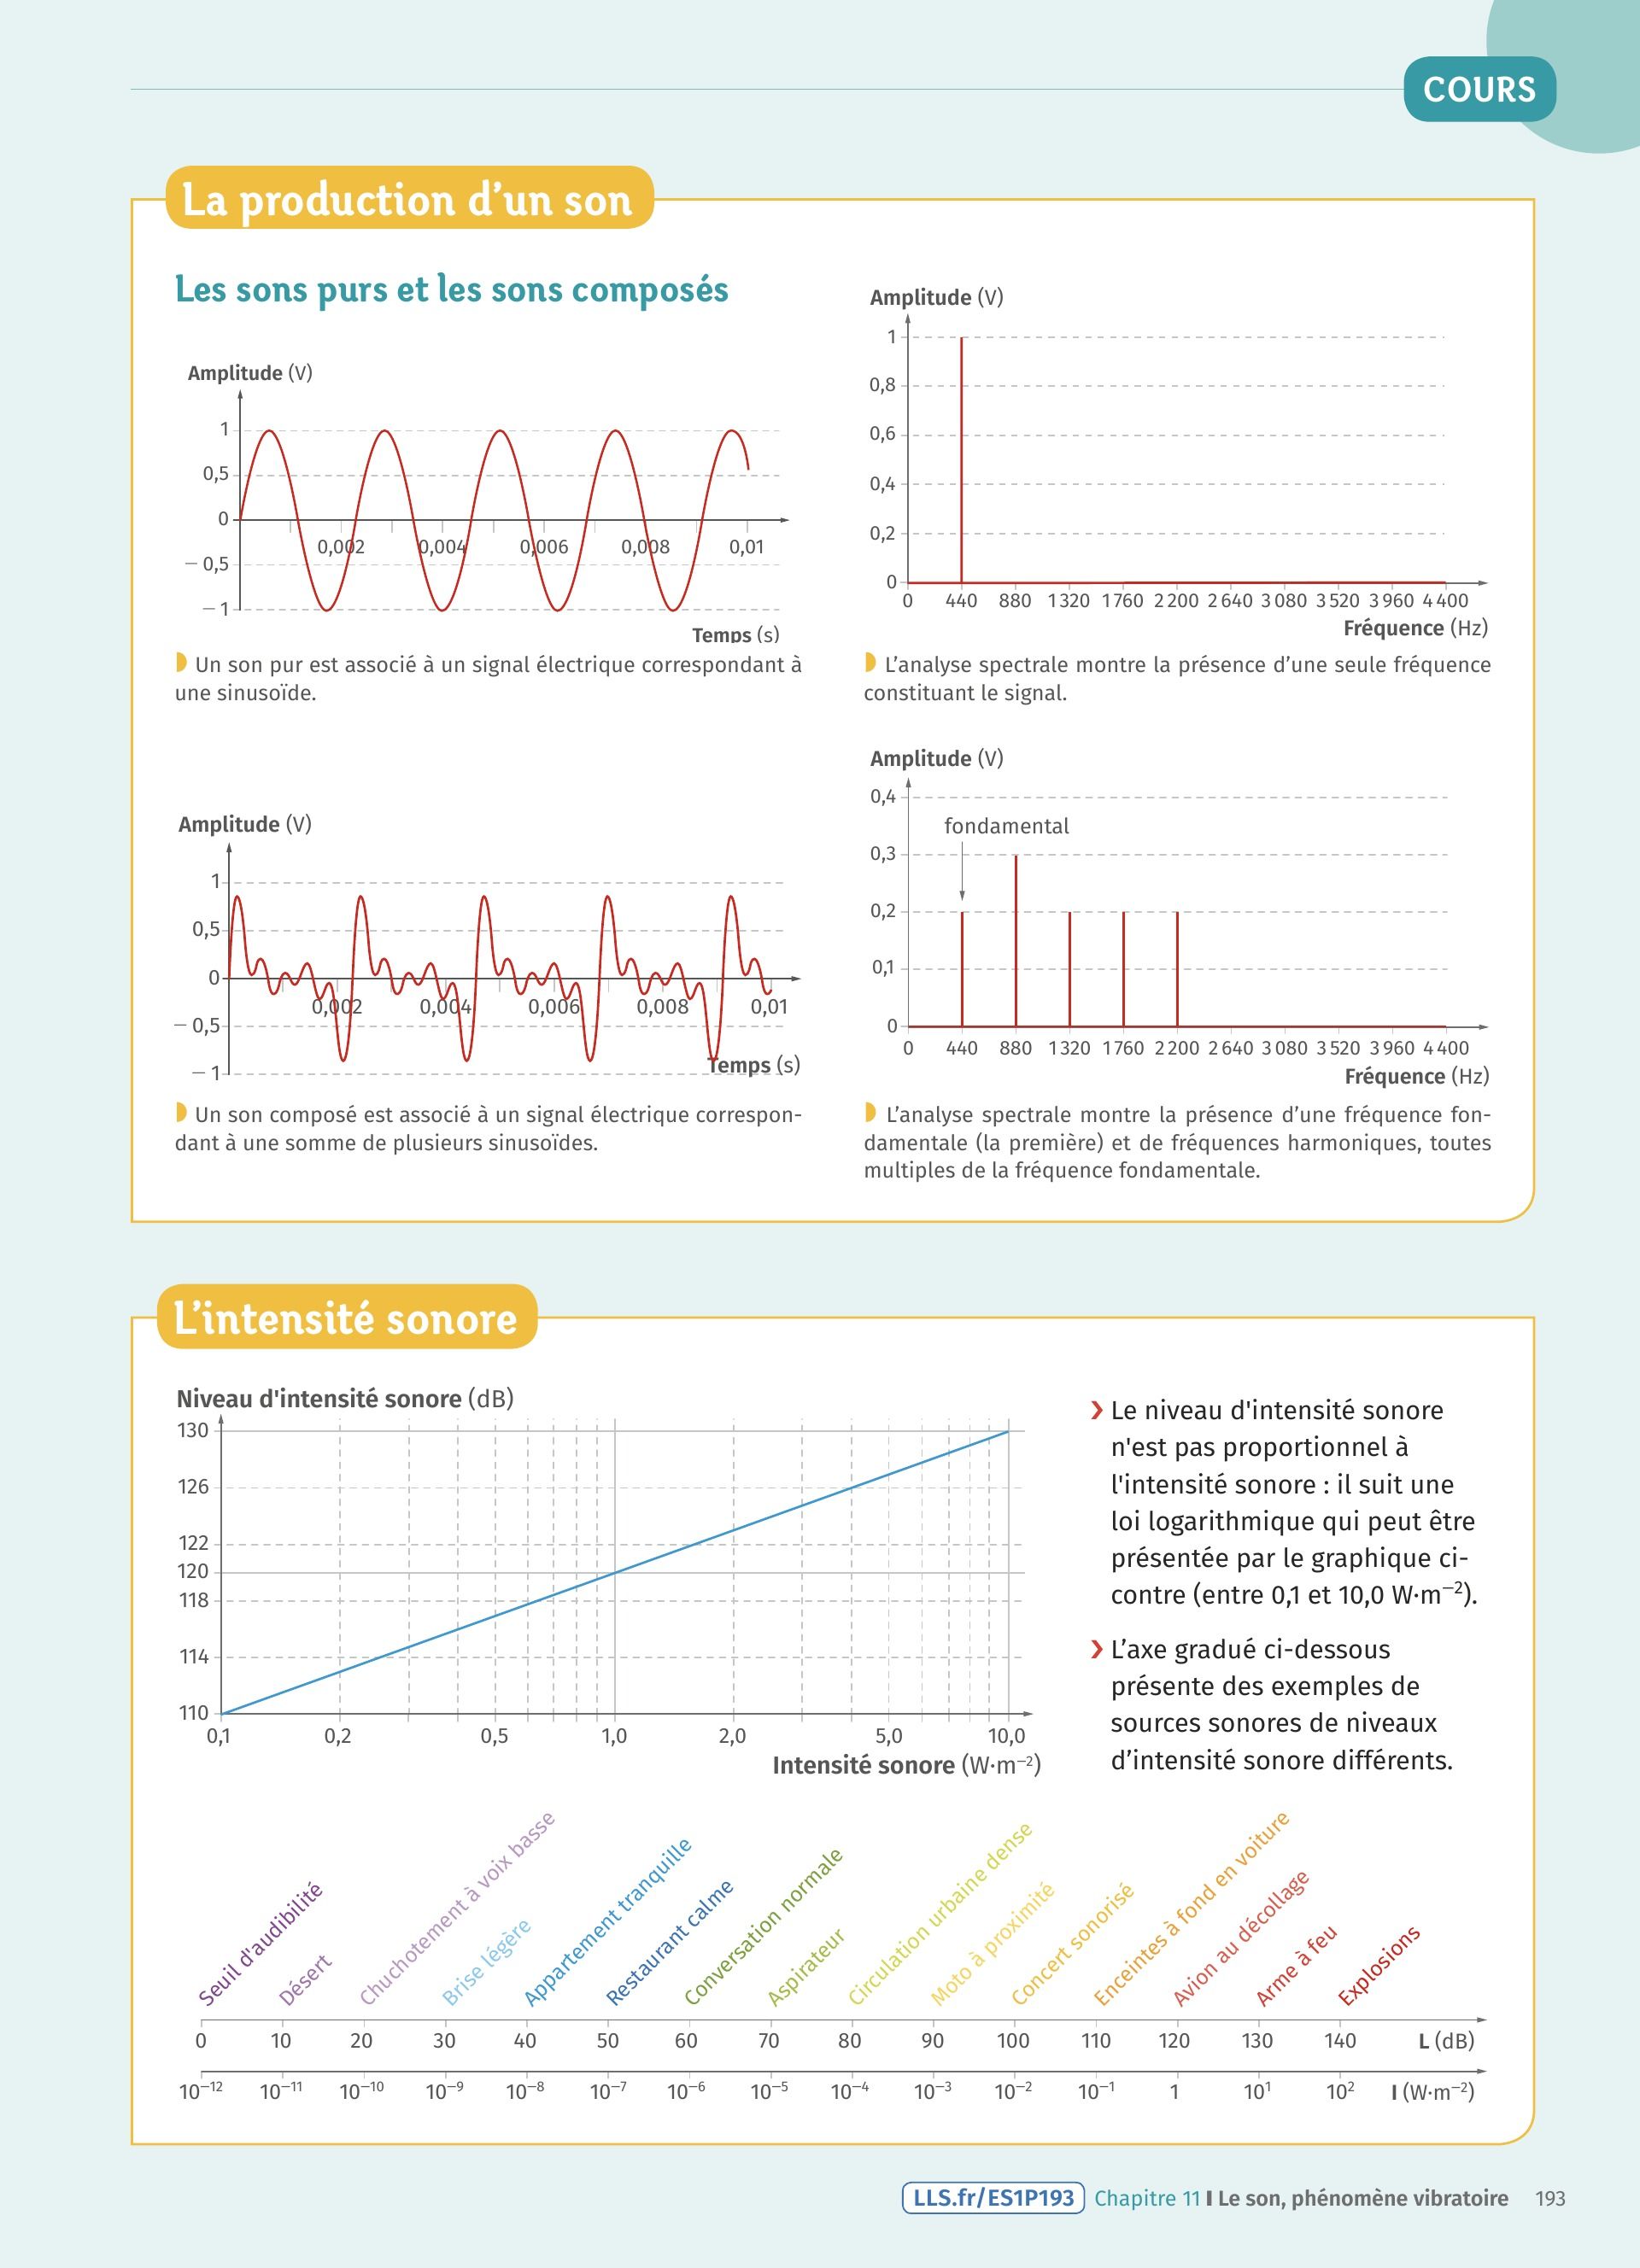 COURS
La production d'un son
Les sons purs et les sons composés
Amplitude (V)
1
0,5
0
– 0,5
– 1
0,002 0,004 0,006 0,008 0,01
Temps (s)
Un son pur est associé à un signal électrique correspondant à
une sinusoïde.
Amplitude (V)
1
0,8
0,6
0,4
0,2
0
0 440 880 1 320 1 760 2 200 2 640 3 080 3 520 3 960 4 400
Fréquence (Hz)
L'analyse spectrale montre la présence d'une seule fréquence
constituant le signal.
Amplitude (V)
1
0,5
0
– 0,5
– 1
0,002 0,004 0,006 0,008 0,01
Temps (s)
Un son composé est associé à un signal électrique correspon-
dant à une somme de plusieurs sinusoïdes.
Amplitude (V)
0,4
fondamental
0,3
0,2
0,1
0
0 440 880 1 320 1 760 2 200 2 640 3 080 3 520 3 960 4 400
Fréquence (Hz)
L'analyse spectrale montre la présence d'une fréquence fon-
damentale (la première) et de fréquences harmoniques, toutes
multiples de la fréquence fondamentale.
L'intensité sonore
Niveau d'intensité sonore (dB)
130
126
122
120
118
114
110
0,1 0,2 0,5 1,0 2,0 5,0 10,0
Intensité sonore (W·m⁻²)
› Le niveau d'intensité sonore
n'est pas proportionnel à
l'intensité sonore : il suit une
loi logarithmique qui peut être
présentée par le graphique ci-
contre (entre 0,1 et 10,0 W·m⁻²).
› L'axe gradué ci-dessous
présente des exemples de
sources sonores de niveaux
d'intensité sonore différents.
Seuil d'audibilité
Désert
Chuchotement à voix basse
Brise légère
Appartement tranquille
Restaurant calme
Conversation normale
Aspirateur
Circulation urbaine dense
Moto à proximité
Concert sonorisé
Enceintes à fond en voiture
Avion au décollage
Arme à feu
Explosions
0 10 20 30 40 50 60 70 80 90 100 110 120 130 140 L (dB)
10⁻¹² 10⁻¹¹ 10⁻¹⁰ 10⁻⁹ 10⁻⁸ 10⁻⁷ 10⁻⁶ 10⁻⁵ 10⁻⁴ 10⁻³ 10⁻² 10⁻¹ 1 10¹ 10² I (W·m⁻²)
LLS.fr/ES1P193 Chapitre 11 I Le son, phénomène vibratoire 193